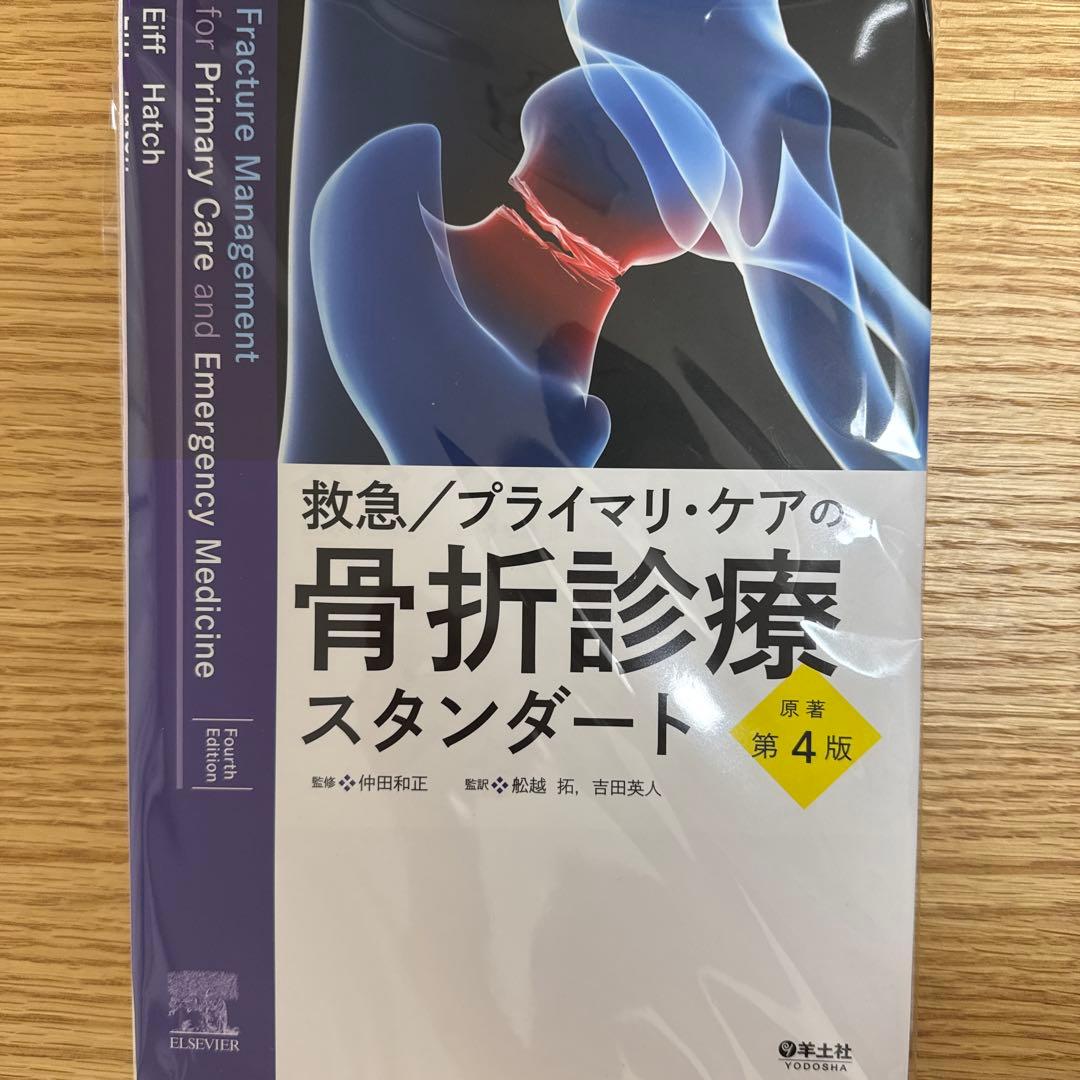 Fracture Management
for Primary Care and Emergency Medicine
Fourth
Edition
Eiff Hatch
救急／プライマリ・ケアの
骨折診療
スタンダード
原著
第4版
監修 仲田和正 監訳 舩越 拓, 吉田英人
ELSEVIER
羊土社
YODOSHA